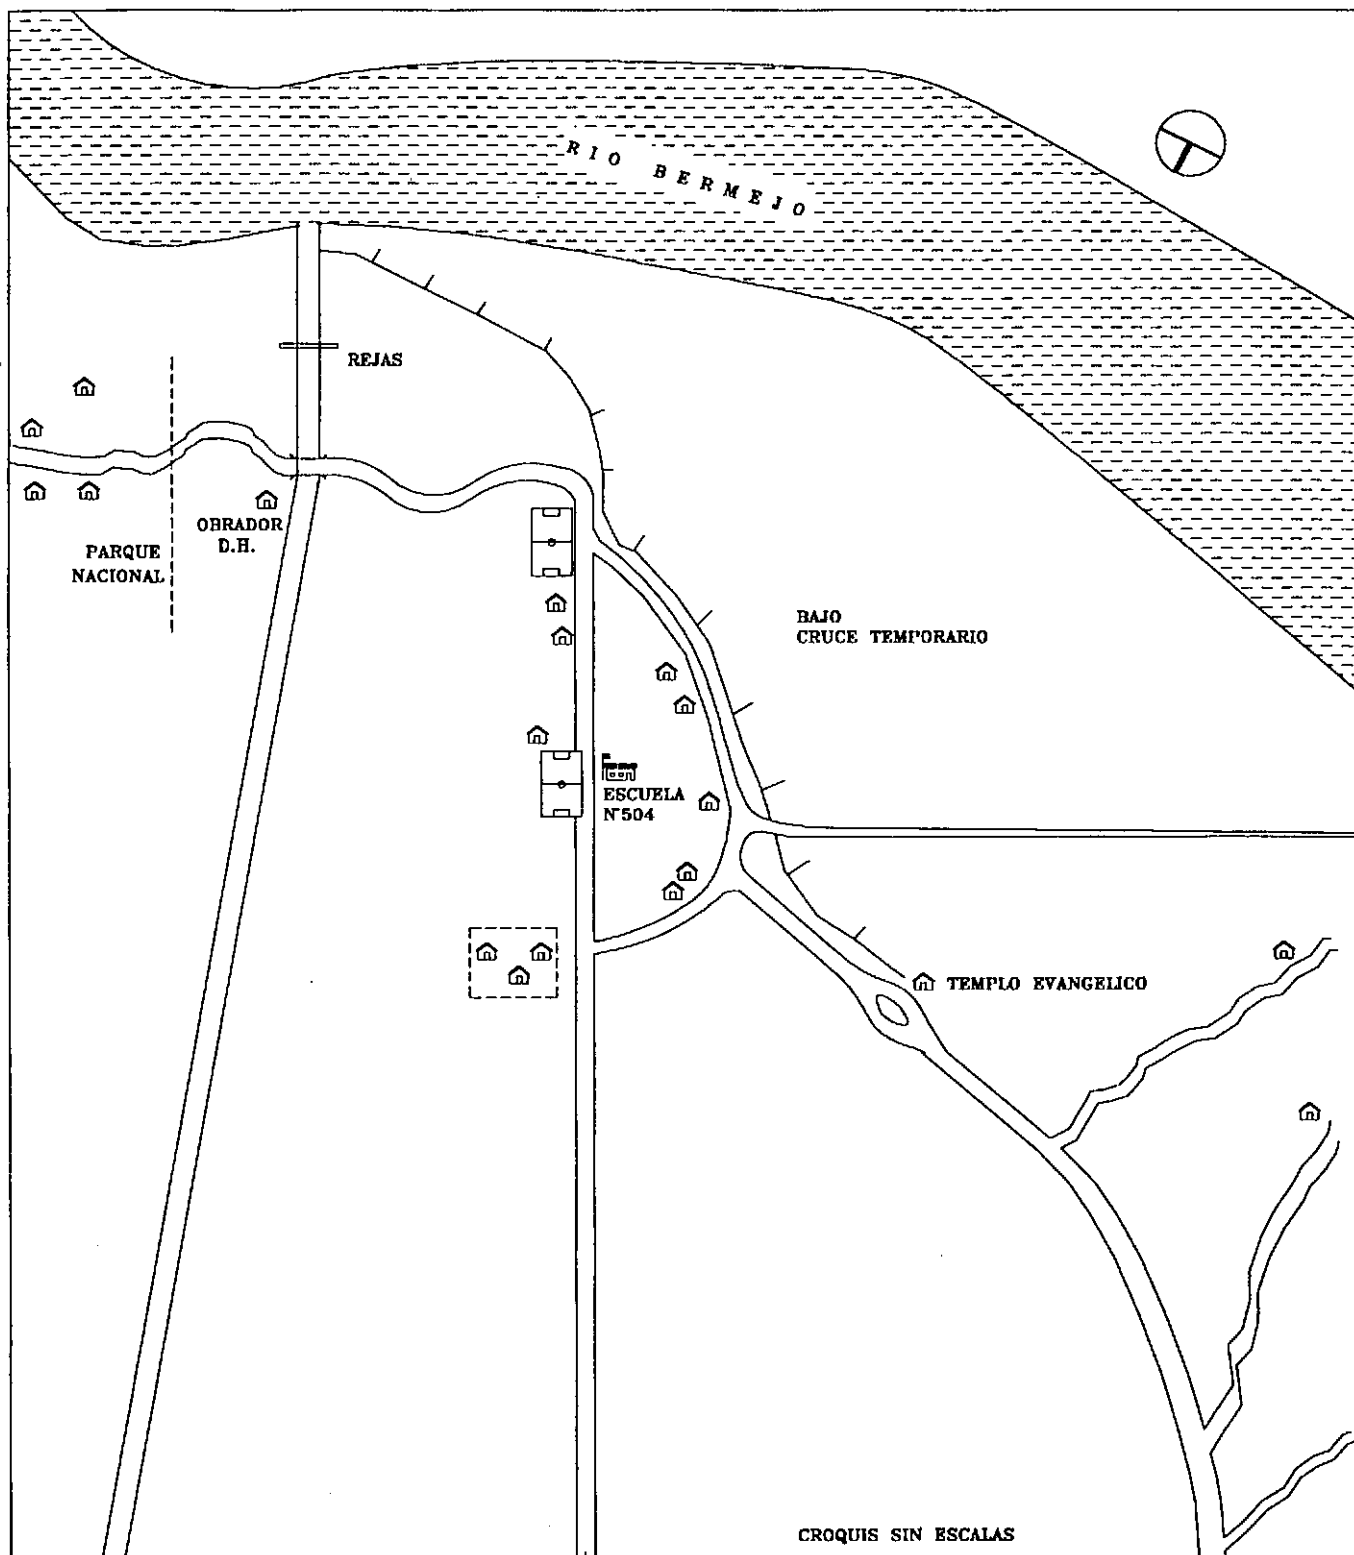 RIO BERMEJO
REJAS
OBRADOR
D.H.
PARQUE
NACIONAL
BAJO
CRUCE TEMPORARIO
ESCUELA
N°504
TEMPLO EVANGELICO
CROQUIS SIN ESCALAS